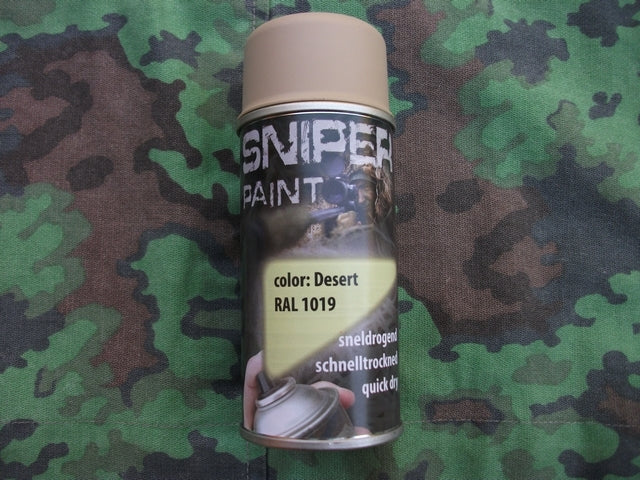 SNIPER
PAINT
color: Desert
RAL 1019
sneldrogend
schnelltrocknend
quick dry